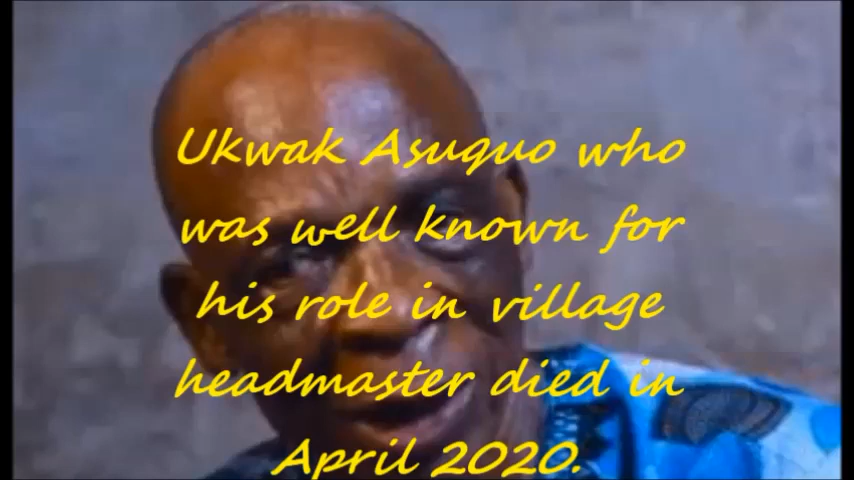 Ukwak Asuquo who
was well known for
his role in village
headmaster died in
April 2020.